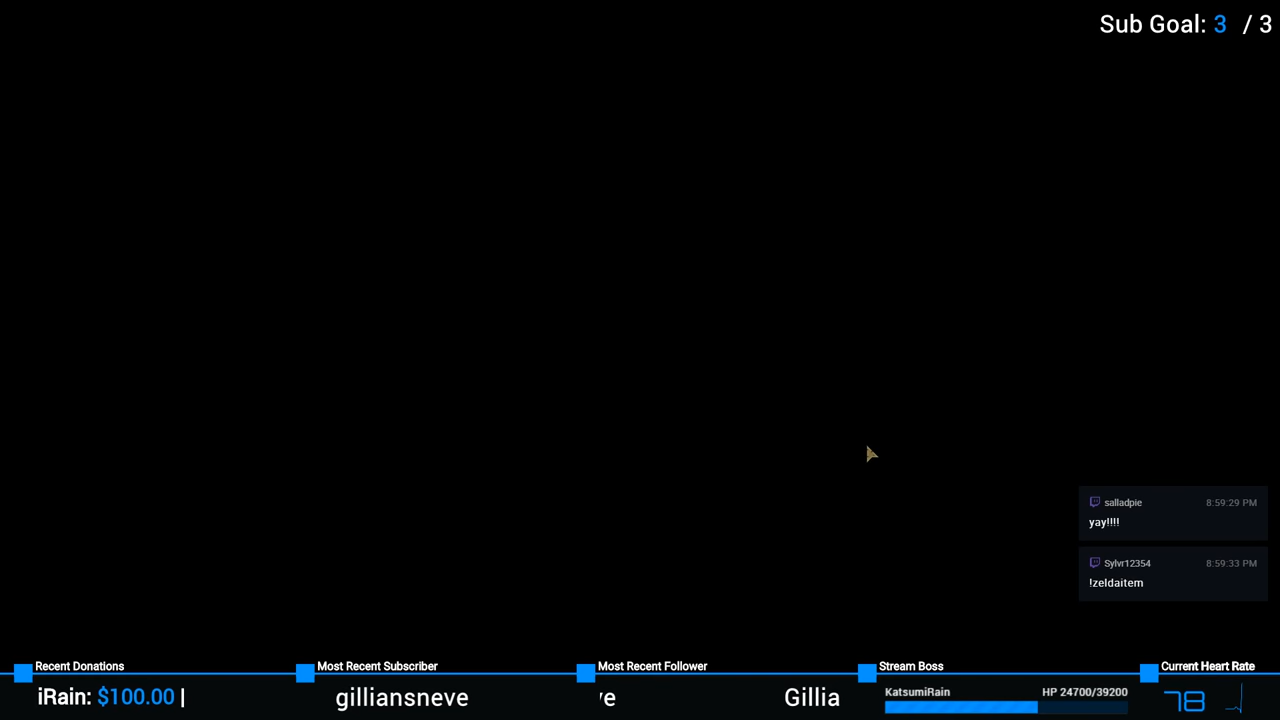 Sub Goal: 3 / 3
salladpie 8:59:29 PM
yay!!!!
Sylvr12354 8:59:33 PM
!zeldaitem
Recent Donations
iRain: $100.00 |
Most Recent Subscriber
gilliansneve
Most Recent Follower
ve Gillia
Stream Boss
KatsumiRain HP 24700/39200
Current Heart Rate
78